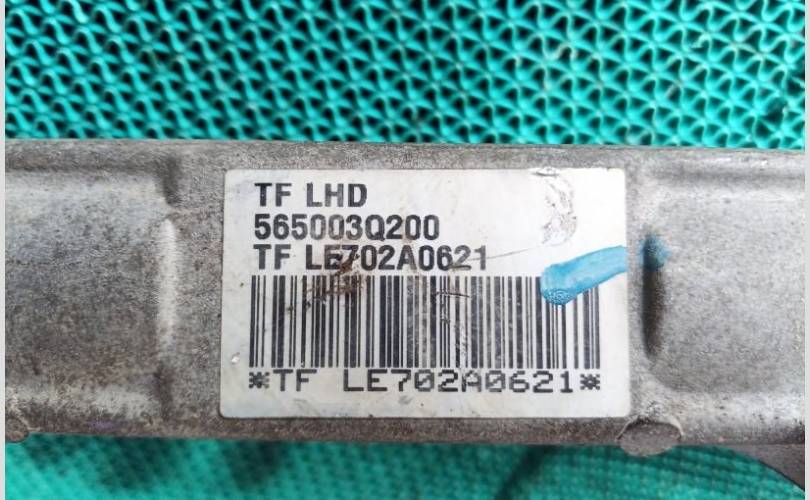 TF LHD
565003Q200
TF LE702A0621
*TF LE702A0621*